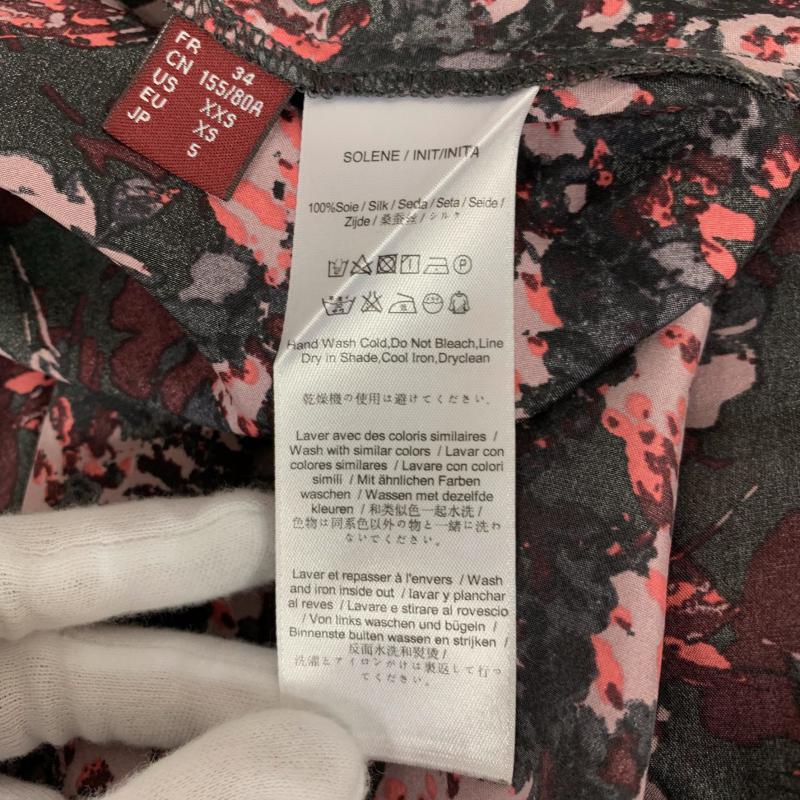 FR 34
CN 155/80A
US XXS
EU XS
JP 5
SOLENE / INIT/INITA
100%Soie / Silk / Seda / Seta / Seide /
Zijde / 桑蚕丝 / シルク
Hand Wash Cold,Do Not Bleach,Line
Dry in Shade,Cool Iron,Dryclean
乾燥機の使用は避けてください。
Laver avec des coloris similaires /
Wash with similar colors / Lavar con
colores similares / Lavare con colori
simili / Mit ähnlichen Farben
waschen / Wassen met dezelfde
kleuren / 和类似色一起水洗 /
色物は同系色以外の物と一緒に洗わ
ないでください。
Laver et repasser à l'envers / Wash
and iron inside out / lavar y planchar
al reves / Lavare e stirare al rovescio
/ Von links waschen und bügeln /
Binnenste buiten wassen en strijken /
反面水洗和熨烫 /
洗濯とアイロンがけは裏返して行っ
てください。